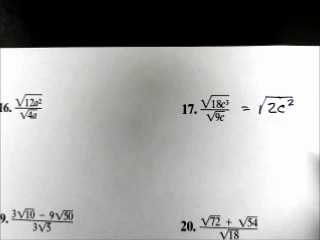 16. √12a² / √4a
17. √18c³ / √9c = √2c²
9. 3√10 − 9√50 / 3√5
20. √72 + √54 / √18